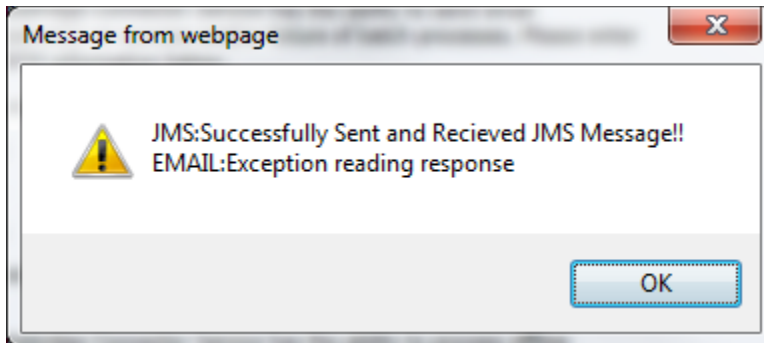 Message from webpage
JMS:Successfully Sent and Recieved JMS Message!!
EMAIL:Exception reading response
OK